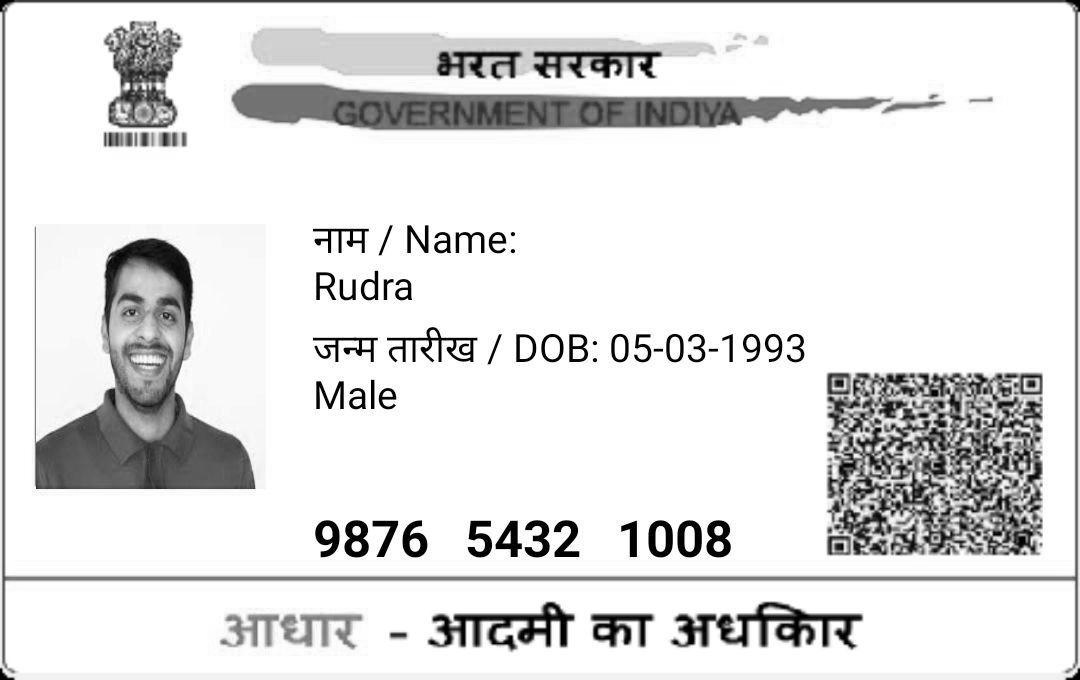 भरत सरकार
GOVERNMENT OF INDIYA
नाम / Name:
Rudra
जन्म तारीख / DOB: 05-03-1993
Male
9876 5432 1008
आधार - आदमी का अधकिार